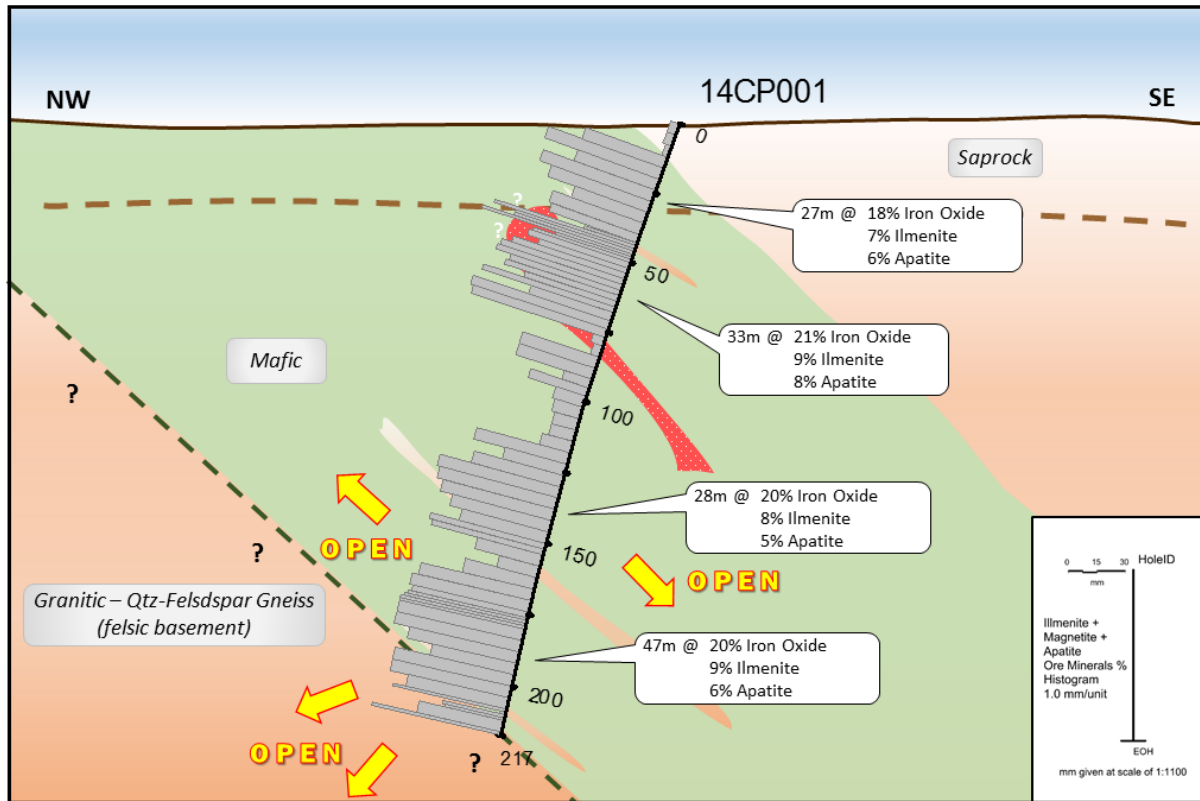 NW
14CP001
SE
0
Saprock
27m @ 18% Iron Oxide
7% Ilmenite
6% Apatite
?
?
50
33m @ 21% Iron Oxide
9% Ilmenite
8% Apatite
Mafic
?
100
28m @ 20% Iron Oxide
8% Ilmenite
5% Apatite
OPEN
?
150
OPEN
Granitic – Qtz-Felsdspar Gneiss
(felsic basement)
47m @ 20% Iron Oxide
9% Ilmenite
6% Apatite
200
OPEN
?
217
0 15 30
mm
HoleID
Illmenite +
Magnetite +
Apatite
Ore Minerals %
Histogram
1.0 mm/unit
EOH
mm given at scale of 1:1100